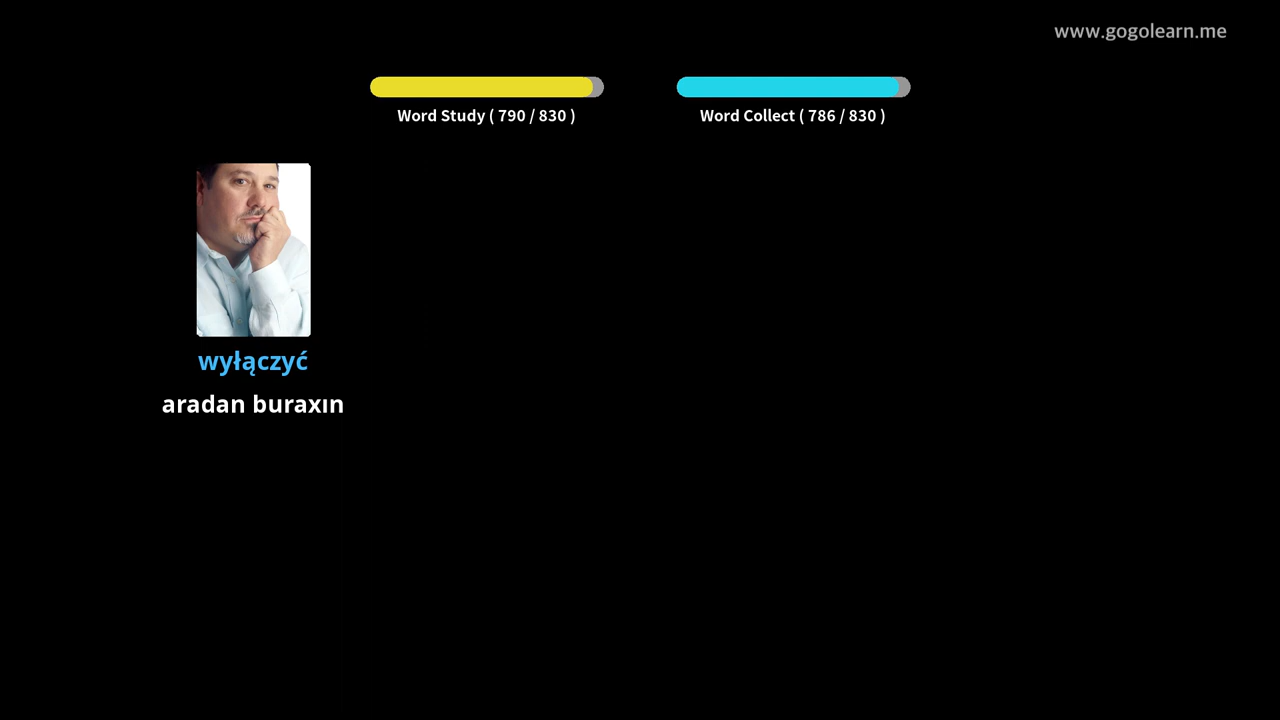 www.gogolearn.me
Word Study ( 790 / 830 )
Word Collect ( 786 / 830 )
wyłączyć
aradan buraxın